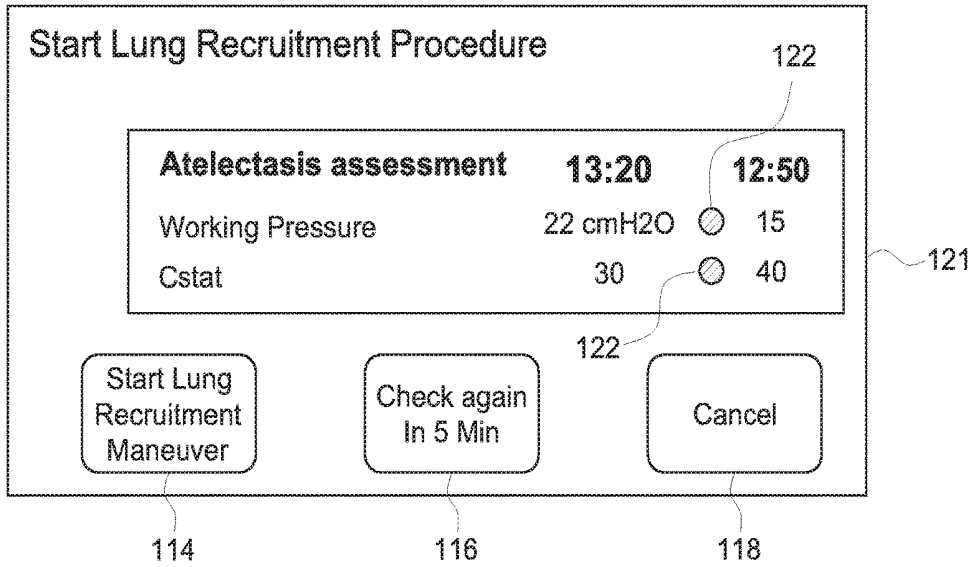 Start Lung Recruitment Procedure
122
Atelectasis assessment 13:20 12:50
Working Pressure 22 cmH2O 15
Cstat 30 40
121
122
Start Lung
Recruitment
Maneuver
Check again
In 5 Min
Cancel
114 116 118